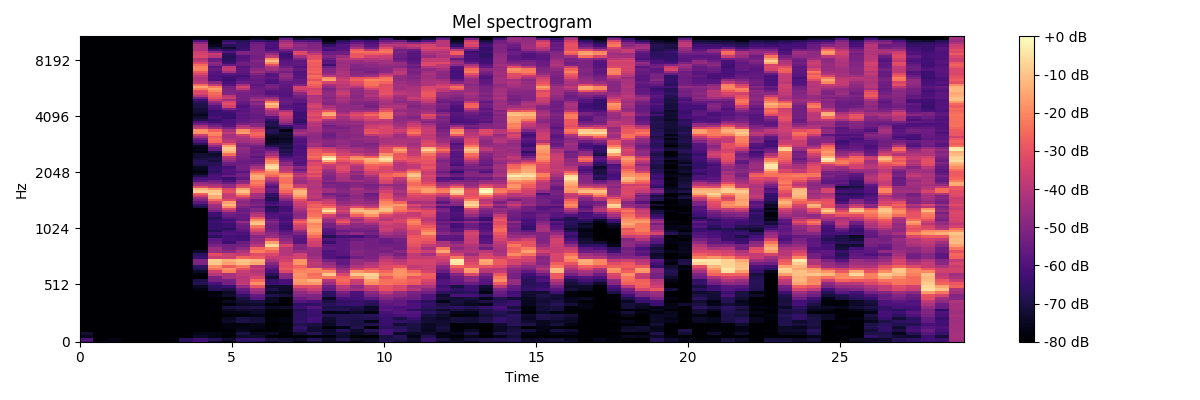 Mel spectrogram
Hz
8192
4096
2048
1024
512
0
0 5 10 15 20 25
Time
+0 dB
-10 dB
-20 dB
-30 dB
-40 dB
-50 dB
-60 dB
-70 dB
-80 dB